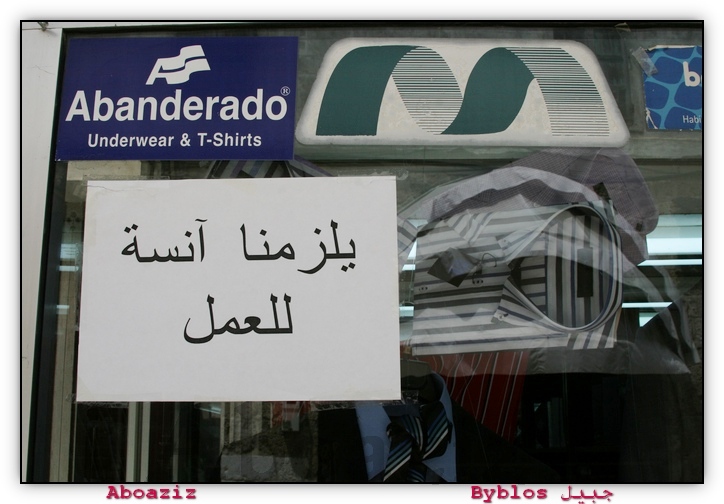 Abanderado®
Underwear & T-Shirts
يلزمنا آنسة
للعمل
Aboaziz
Byblos جبيل